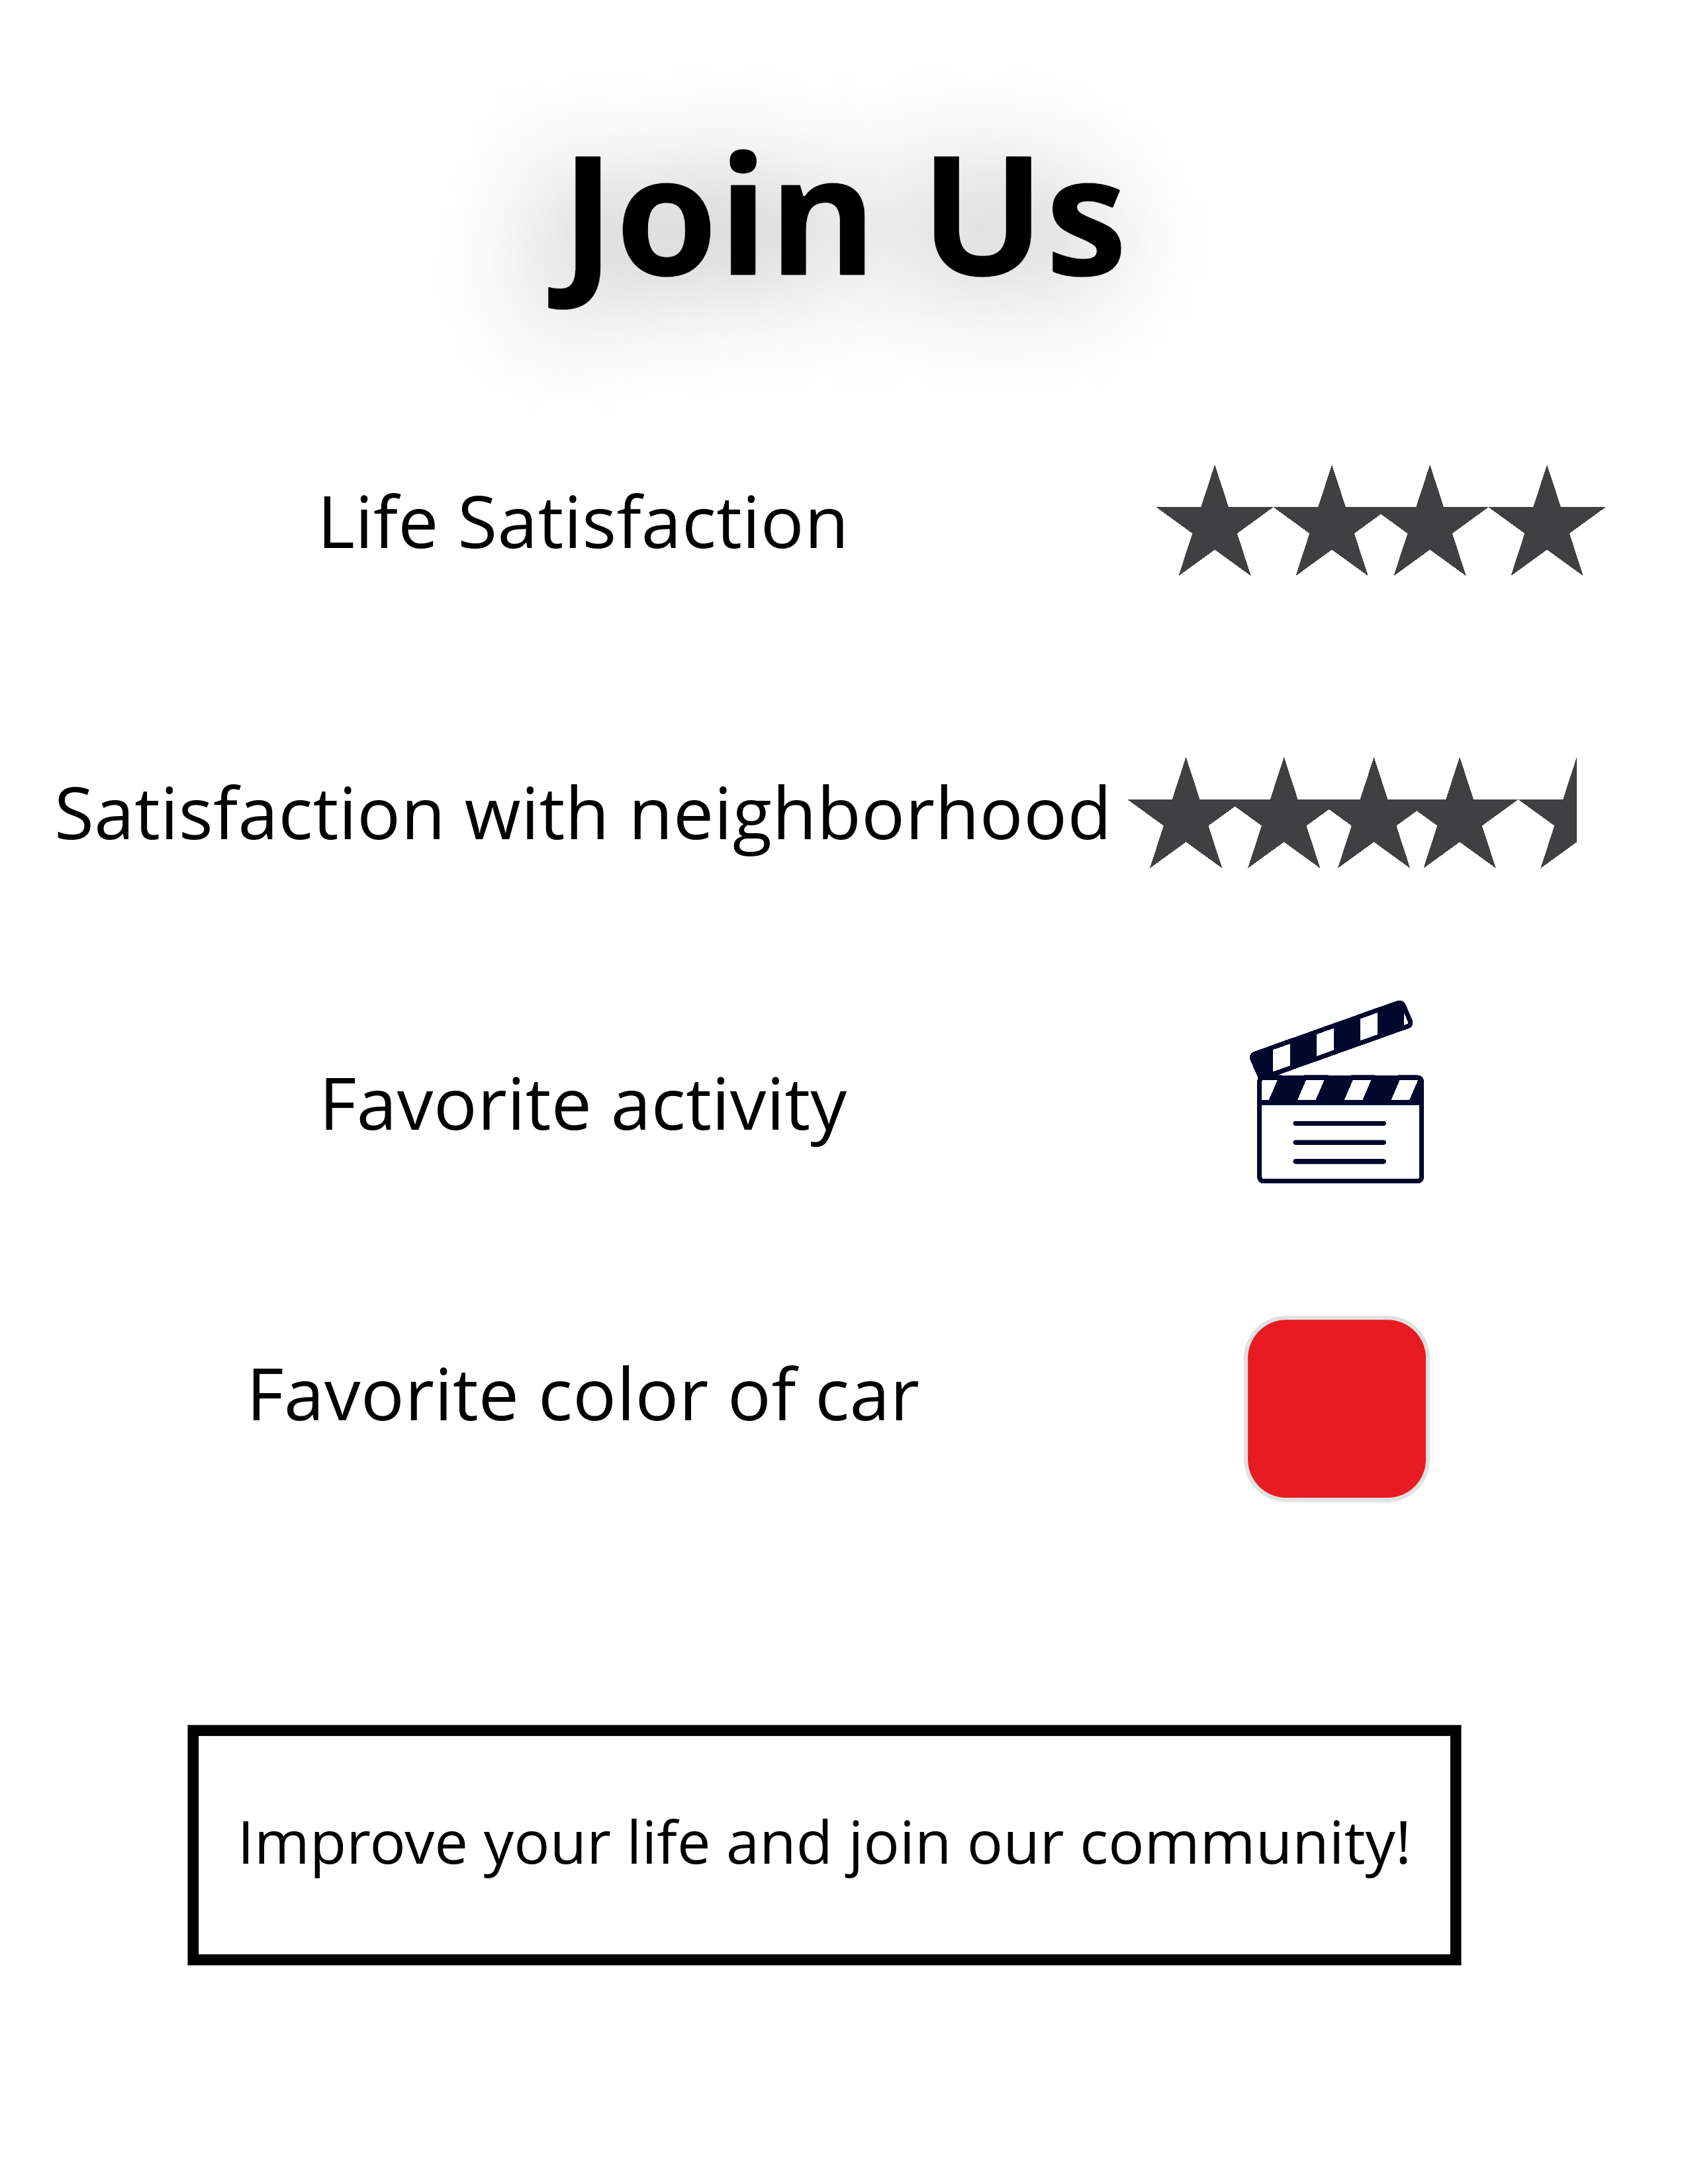 Join Us
Life Satisfaction
Satisfaction with neighborhood
Favorite activity
Favorite color of car
Improve your life and join our community!